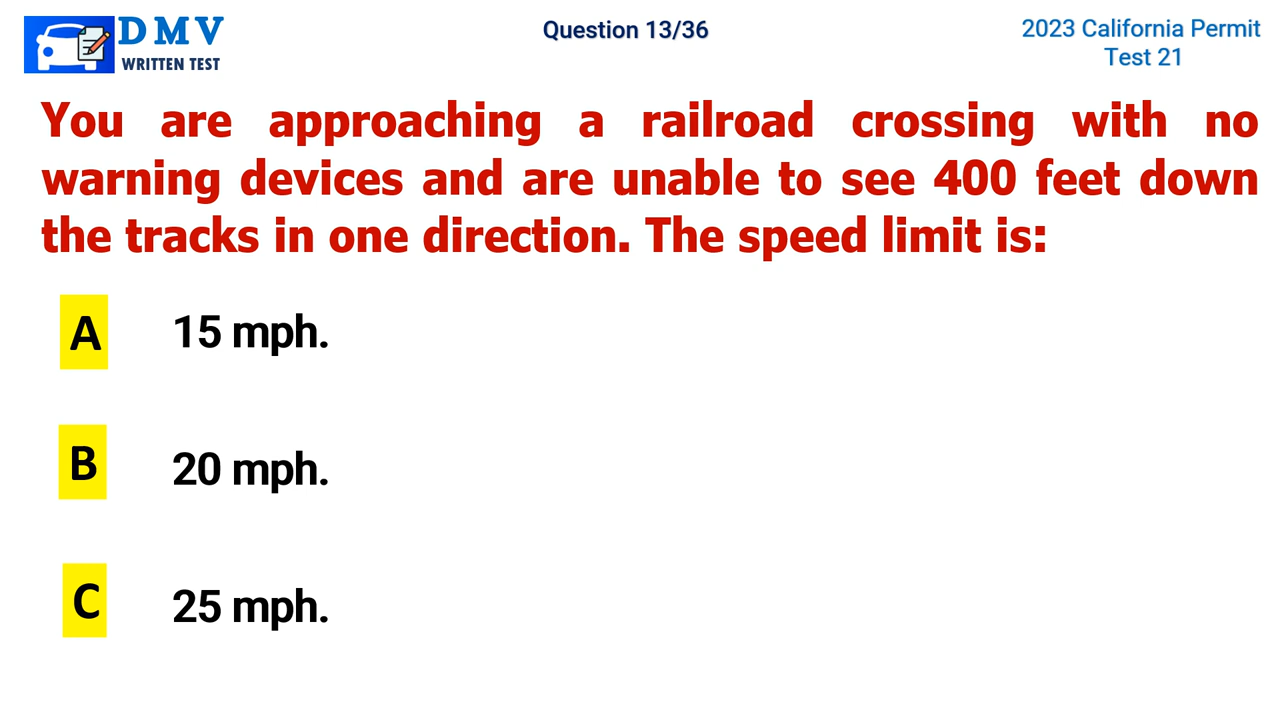 DMV
WRITTEN TEST
Question 13/36
2023 California Permit
Test 21
You are approaching a railroad crossing with no
warning devices and are unable to see 400 feet down
the tracks in one direction. The speed limit is:
A 15 mph.
B 20 mph.
C 25 mph.